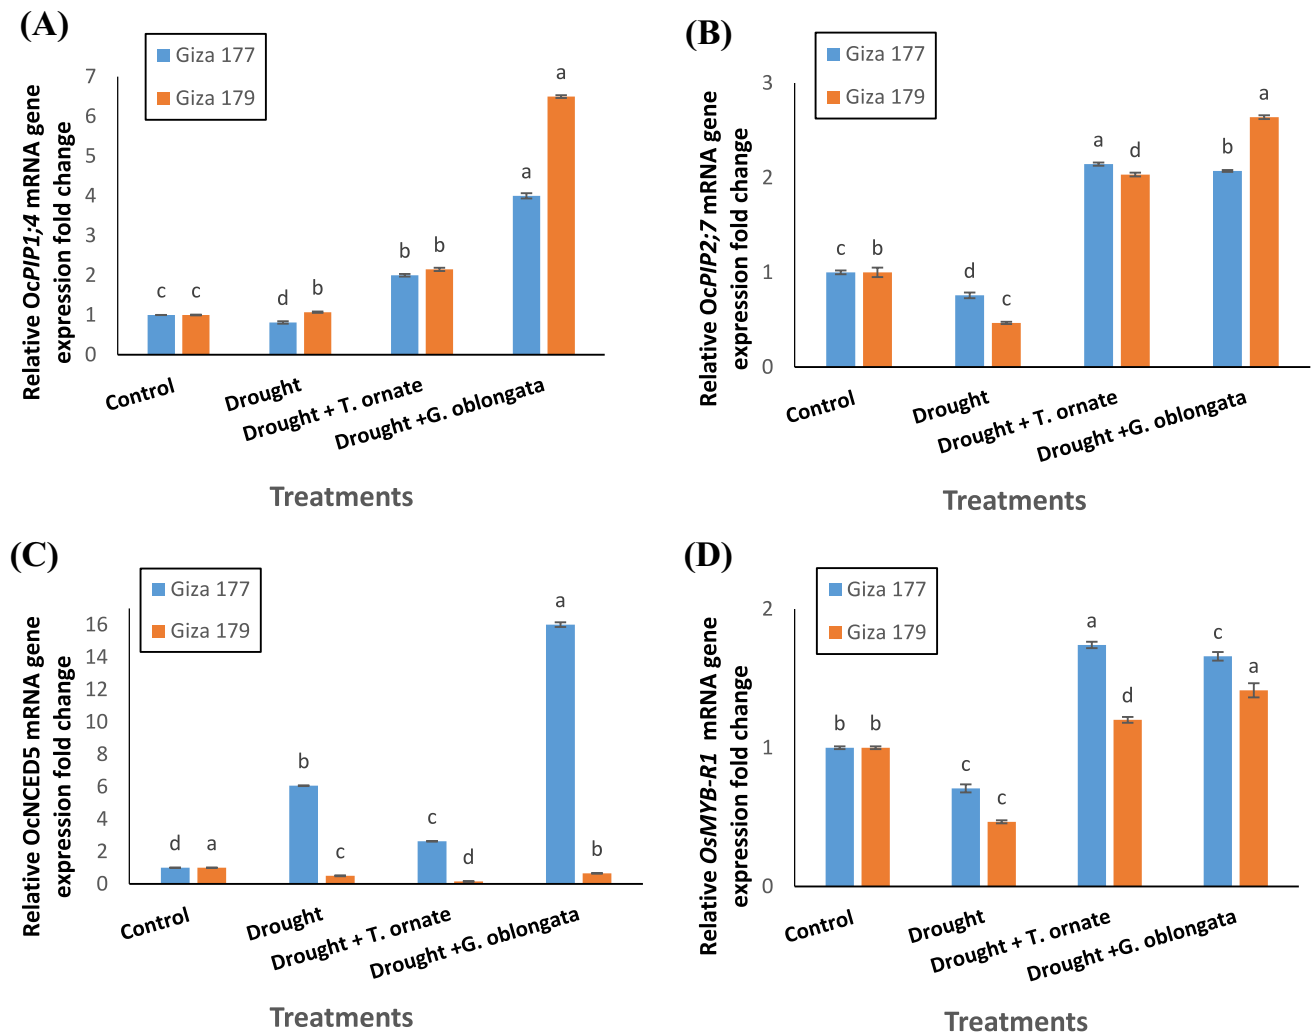 (A)
Giza 177
Giza 179
Relative OcPIP1;4 mRNA gene
expression fold change
7
6
5
4
3
2
1
0
c c d b b b a a
Control
Drought
Drought + T. ornate
Drought +G. oblongata
Treatments
(B)
Giza 177
Giza 179
Relative OcPIP2;7 mRNA gene
expression fold change
3
2
1
0
c b d c a d b a
Control
Drought
Drought + T. ornate
Drought +G. oblongata
Treatments
(C)
Giza 177
Giza 179
Relative OcNCED5 mRNA gene
expression fold change
16
14
12
10
8
6
4
2
0
d a b c c d a b
Control
Drought
Drought + T. ornate
Drought +G. oblongata
Treatments
(D)
Giza 177
Giza 179
Relative OsMYB-R1 mRNA gene
expression fold change
2
1
0
b b c c a d c a
Control
Drought
Drought + T. ornate
Drought +G. oblongata
Treatments